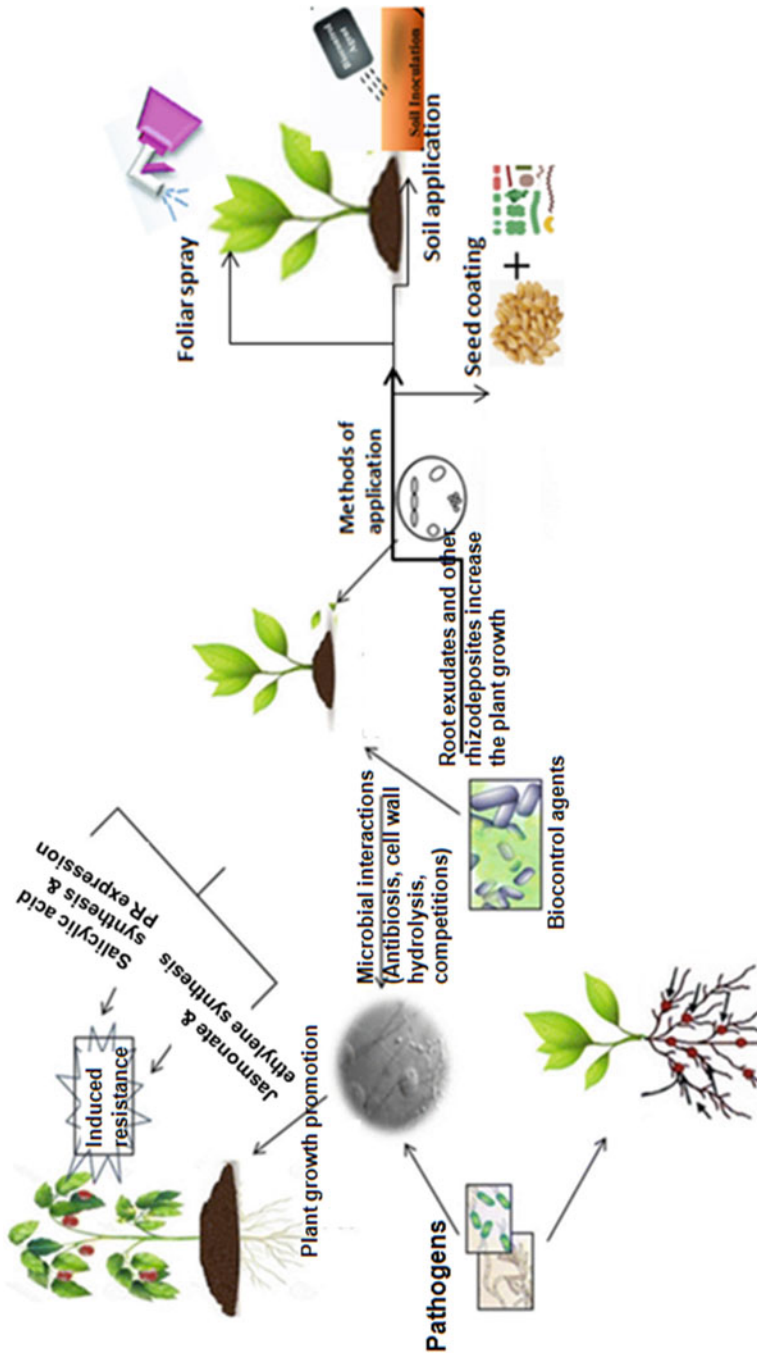 Induced
resistance
Salicylic acid
synthesis &
PR expression
Jasmonate &
ethylene synthesis
Plant growth promotion
Pathogens
Microbial interactions
(Antibiosis, cell wall
hydrolysis,
competitions)
Biocontrol agents
Root exudates and other
rhizodeposites increase
the plant growth
Methods of
application
Foliar spray
Soil application
Seed coating
+
Biocontrol
Agent
Soil Inoculation